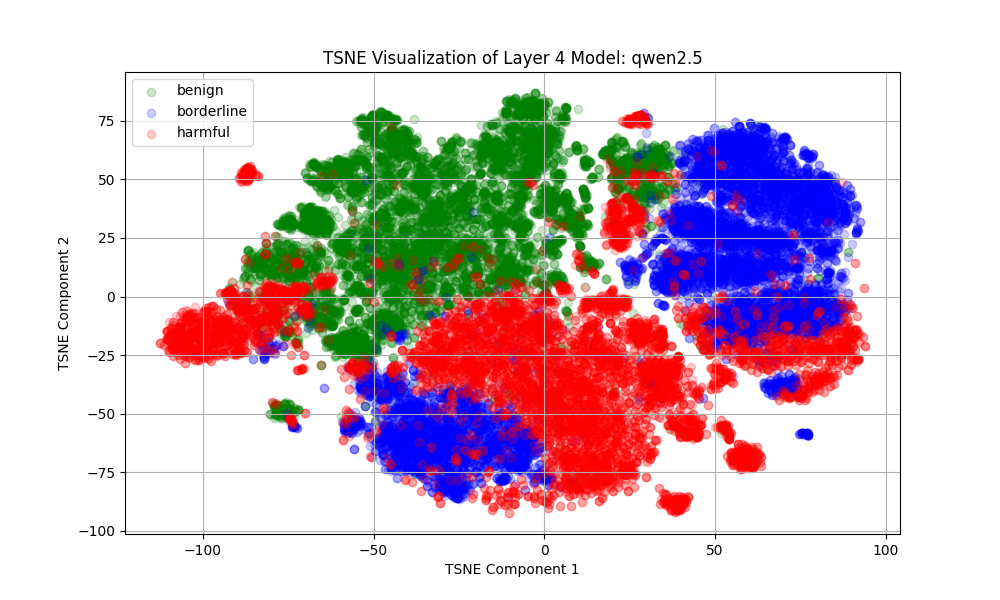 TSNE Visualization of Layer 4 Model: qwen2.5
benign
borderline
harmful
TSNE Component 2
75
50
25
0
−25
−50
−75
−100
−100
−50
0
50
100
TSNE Component 1